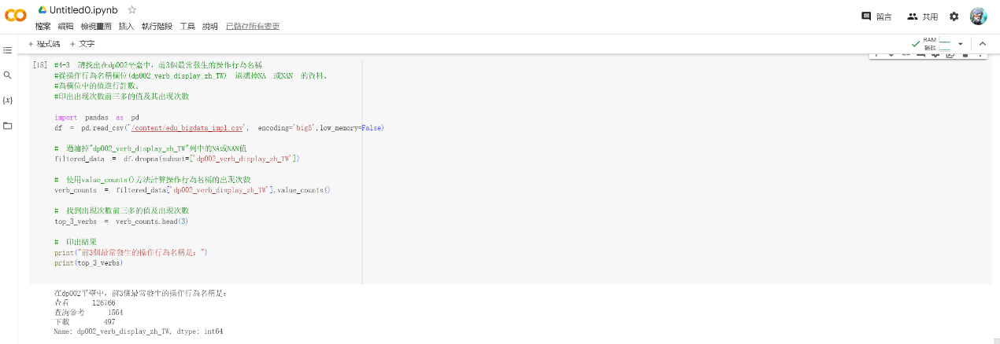 Untitled0.ipynb
檔案 編輯 檢視畫面 插入 執行階段 工具 說明 已儲存所有變更
留言 共用
+ 程式碼 + 文字
RAM
磁碟
{x}
[18] #4-3 請找出在dp002平臺中，前3個最常發生的操作行為名稱
#從操作行為名稱欄位(dp002_verb_display_zh_TW) 過濾掉NA 或NAN 的資料。
#為欄位中的值進行計數。
#印出出現次數前三多的值及其出現次數
import pandas as pd
df = pd.read_csv('/content/edu_bigdata_imp1.csv', encoding='big5',low_memory=False)
# 過濾掉"dp002_verb_display_zh_TW"列中的NA或NAN值
filtered_data = df.dropna(subset=['dp002_verb_display_zh_TW'])
# 使用value_counts()方法計算操作行為名稱的出現次數
verb_counts = filtered_data['dp002_verb_display_zh_TW'].value_counts()
# 找到出現次數前三多的值及出現次數
top_3_verbs = verb_counts.head(3)
# 印出結果
print("前3個最常發生的操作行為名稱是：")
print(top_3_verbs)
在dp002平臺中，前3個最常發生的操作行為名稱是：
查看 126766
查詢參考 1564
下載 497
Name: dp002_verb_display_zh_TW, dtype: int64